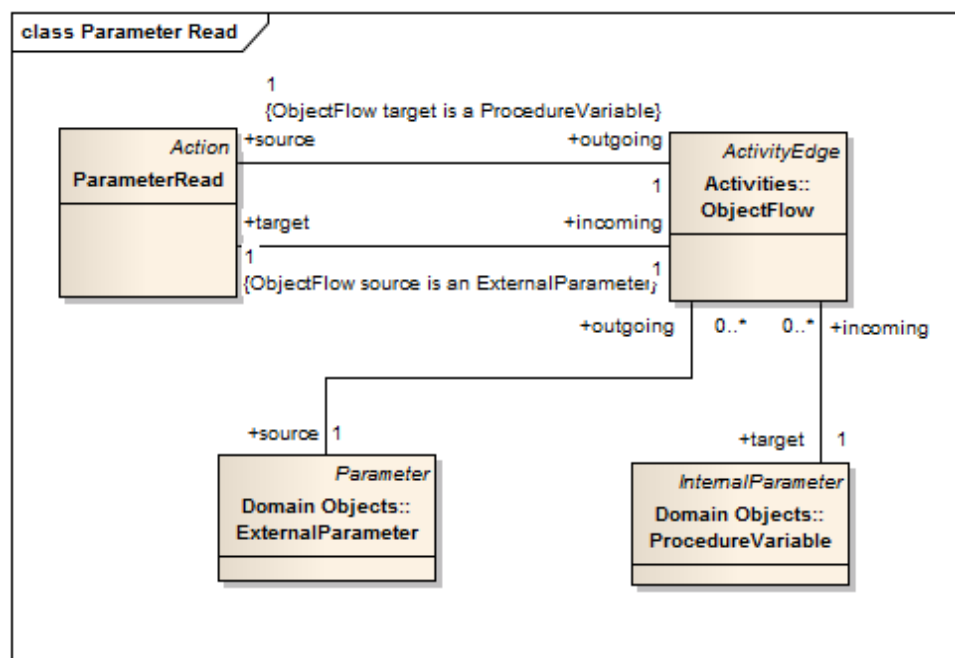 class Parameter Read
1
{ObjectFlow target is a ProcedureVariable}
Action
ParameterRead
+source
+outgoing
1
ActivityEdge
Activities::
ObjectFlow
+target
+incoming
1
1
{ObjectFlow source is an ExternalParameter}
+outgoing
0..*
0..*
+incoming
+source
1
+target
1
Parameter
Domain Objects::
ExternalParameter
InternalParameter
Domain Objects::
ProcedureVariable